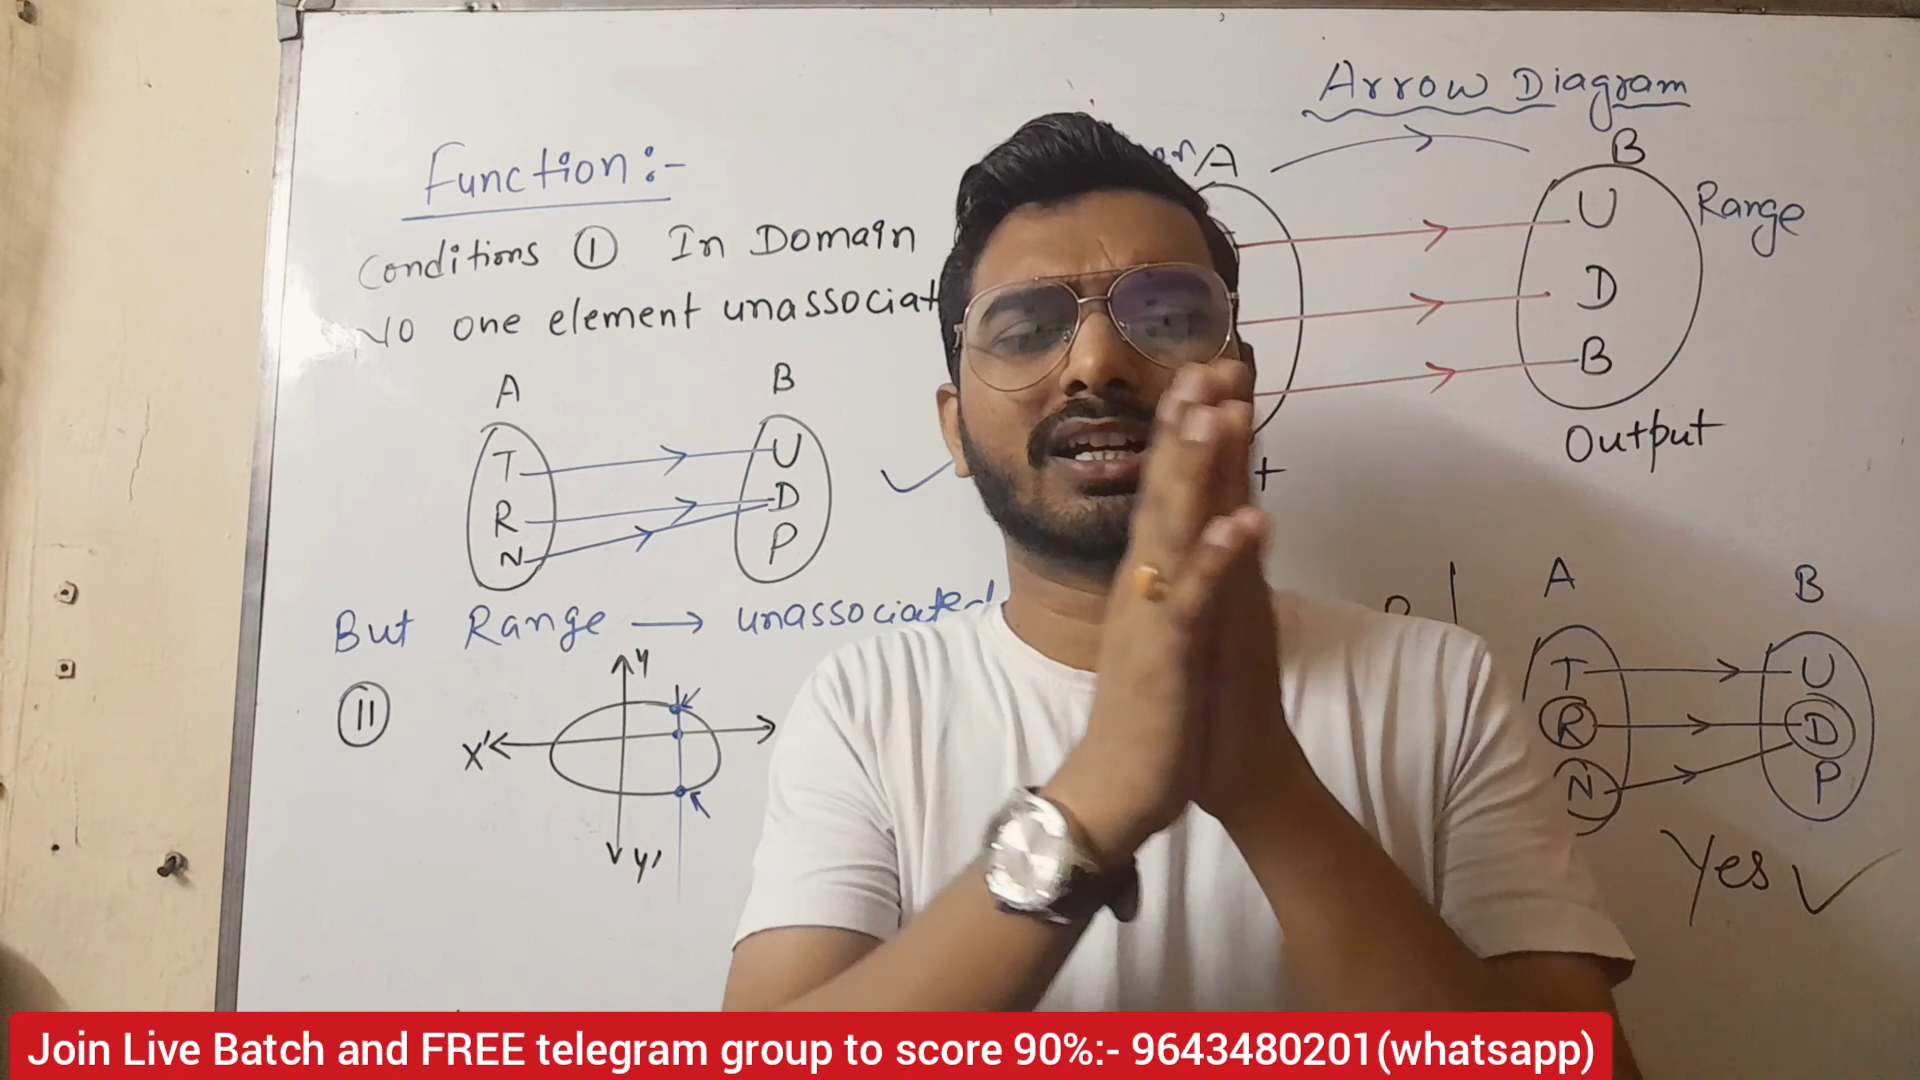 Arrow Diagram
Function :-
A B
Conditions I In Domain
U Range
No one element unassociat
D
B
A B
Output
T U
R D
N P
But Range → unassociated
A B
II
y
x'
y'
T U
R D
N P
Yes ✓
Join Live Batch and FREE telegram group to score 90%:- 9643480201(whatsapp)